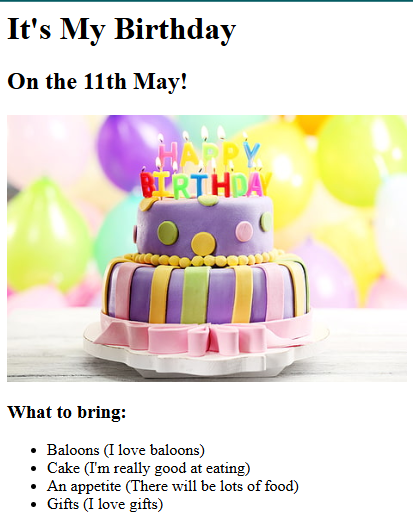 It's My Birthday
On the 11th May!
HAPPY
BIRTHDAY
What to bring:
Baloons (I love baloons)
Cake (I'm really good at eating)
An appetite (There will be lots of food)
Gifts (I love gifts)